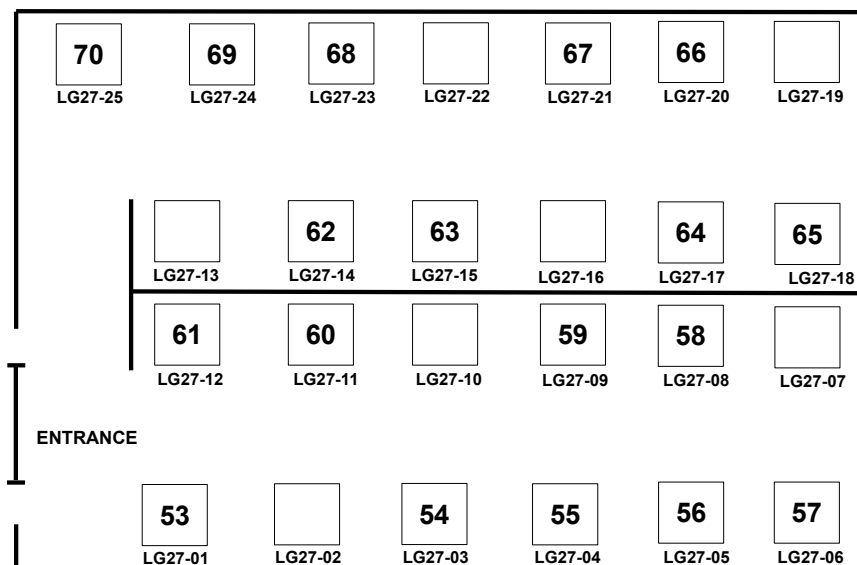 70 69 68 67 66
LG27-25 LG27-24 LG27-23 LG27-22 LG27-21 LG27-20 LG27-19
62 63 64 65
LG27-13 LG27-14 LG27-15 LG27-16 LG27-17 LG27-18
61 60 59 58
LG27-12 LG27-11 LG27-10 LG27-09 LG27-08 LG27-07
ENTRANCE
53 54 55 56 57
LG27-01 LG27-02 LG27-03 LG27-04 LG27-05 LG27-06